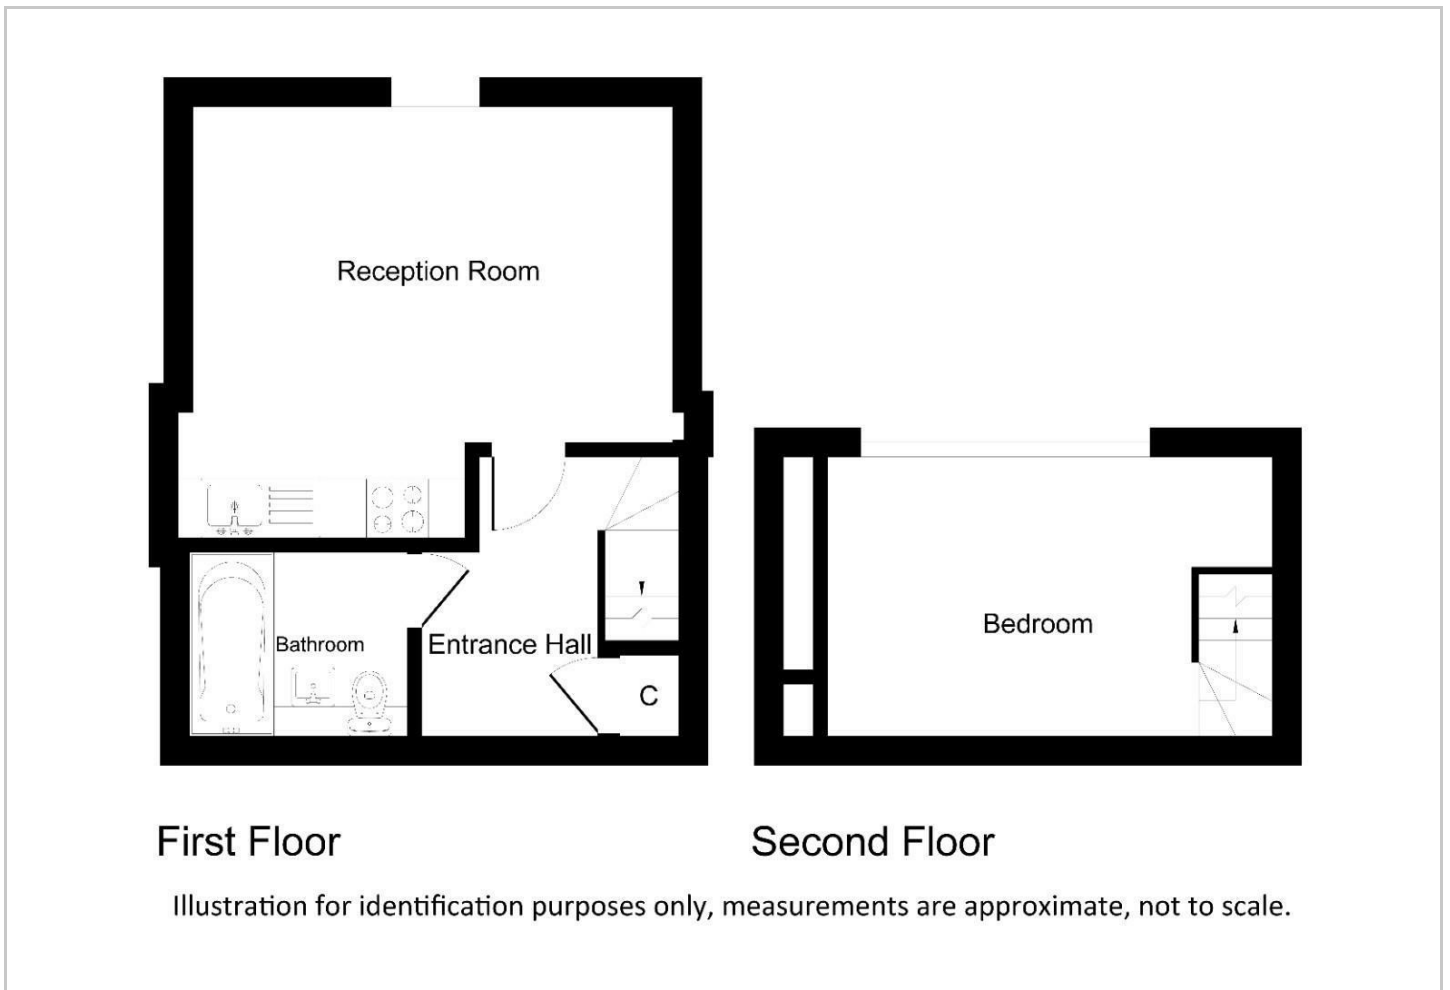 Reception Room
Bathroom
Entrance Hall
C
Bedroom
First Floor
Second Floor
Illustration for identification purposes only, measurements are approximate, not to scale.